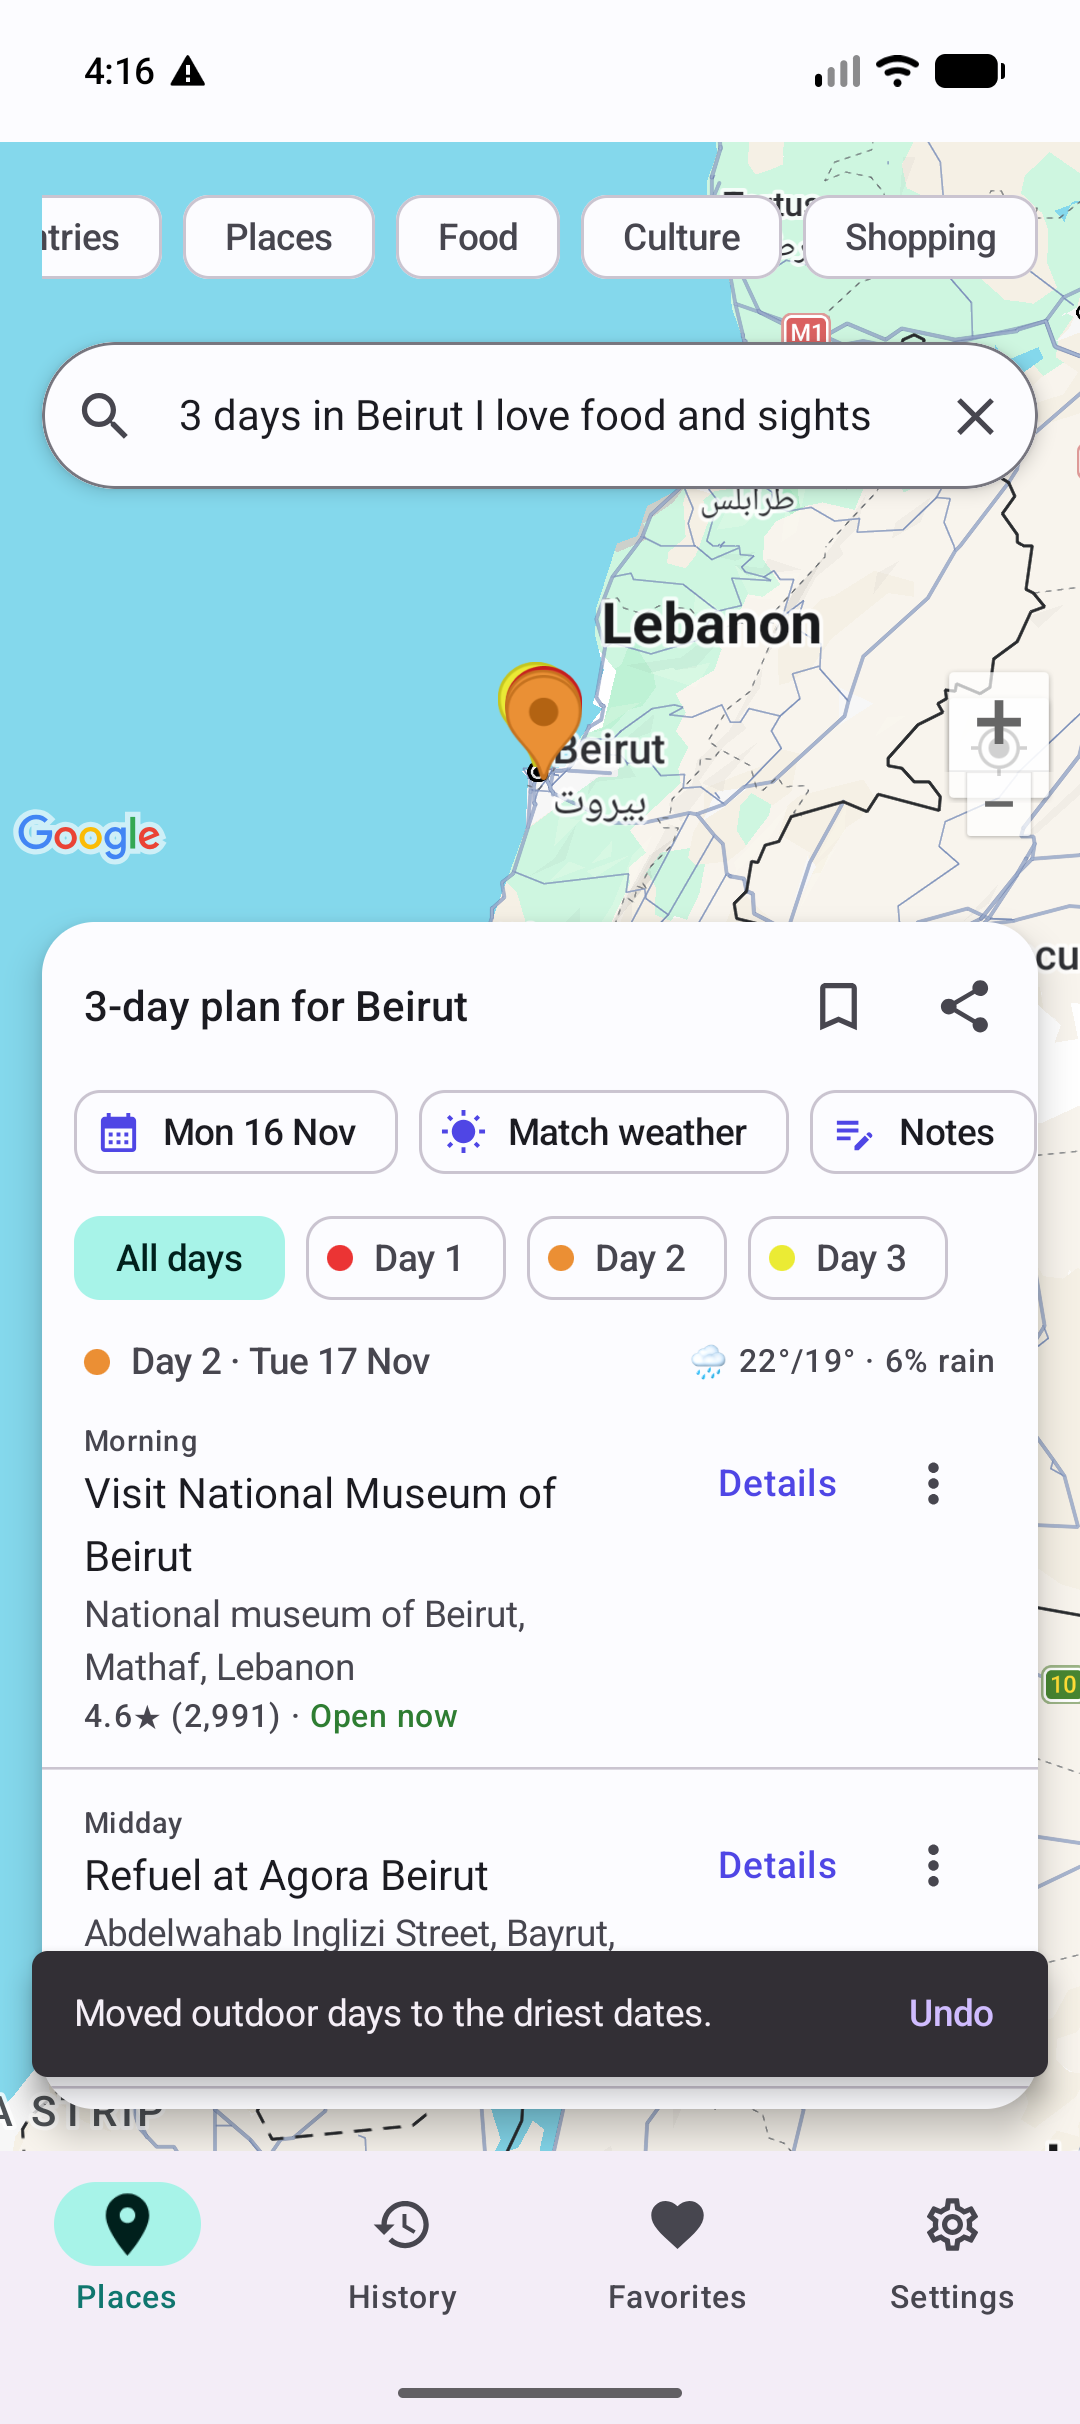 4:16
ntries
Places
Food
Culture
Shopping
M1
3 days in Beirut I love food and sights
طرابلس
Lebanon
Beirut
بيروت
Google
3-day plan for Beirut
Mon 16 Nov
Match weather
Notes
All days
Day 1
Day 2
Day 3
Day 2 · Tue 17 Nov
22°/19° · 6% rain
Morning
Visit National Museum of
Beirut
Details
National museum of Beirut,
Mathaf, Lebanon
4.6★ (2,991) · Open now
10
Midday
Refuel at Agora Beirut
Details
Abdelwahab Inglizi Street, Bayrut,
Moved outdoor days to the driest dates.
Undo
A STRIP
Places
History
Favorites
Settings